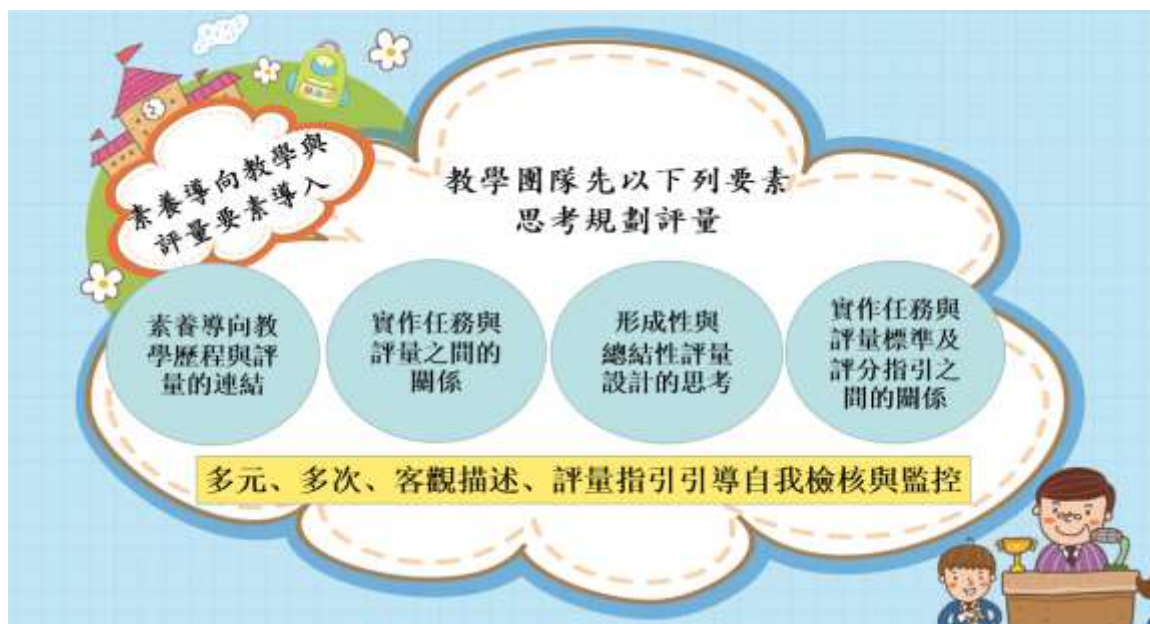 素養導向教學與
評量要素導入
教學團隊先以下列要素
思考規劃評量
素養導向教
學歷程與評
量的連結
實作任務與
評量之間的
關係
形成性與
總結性評量
設計的思考
實作任務與
評量標準及
評分指引之
間的關係
多元、多次、客觀描述、評量指引引導自我檢核與監控